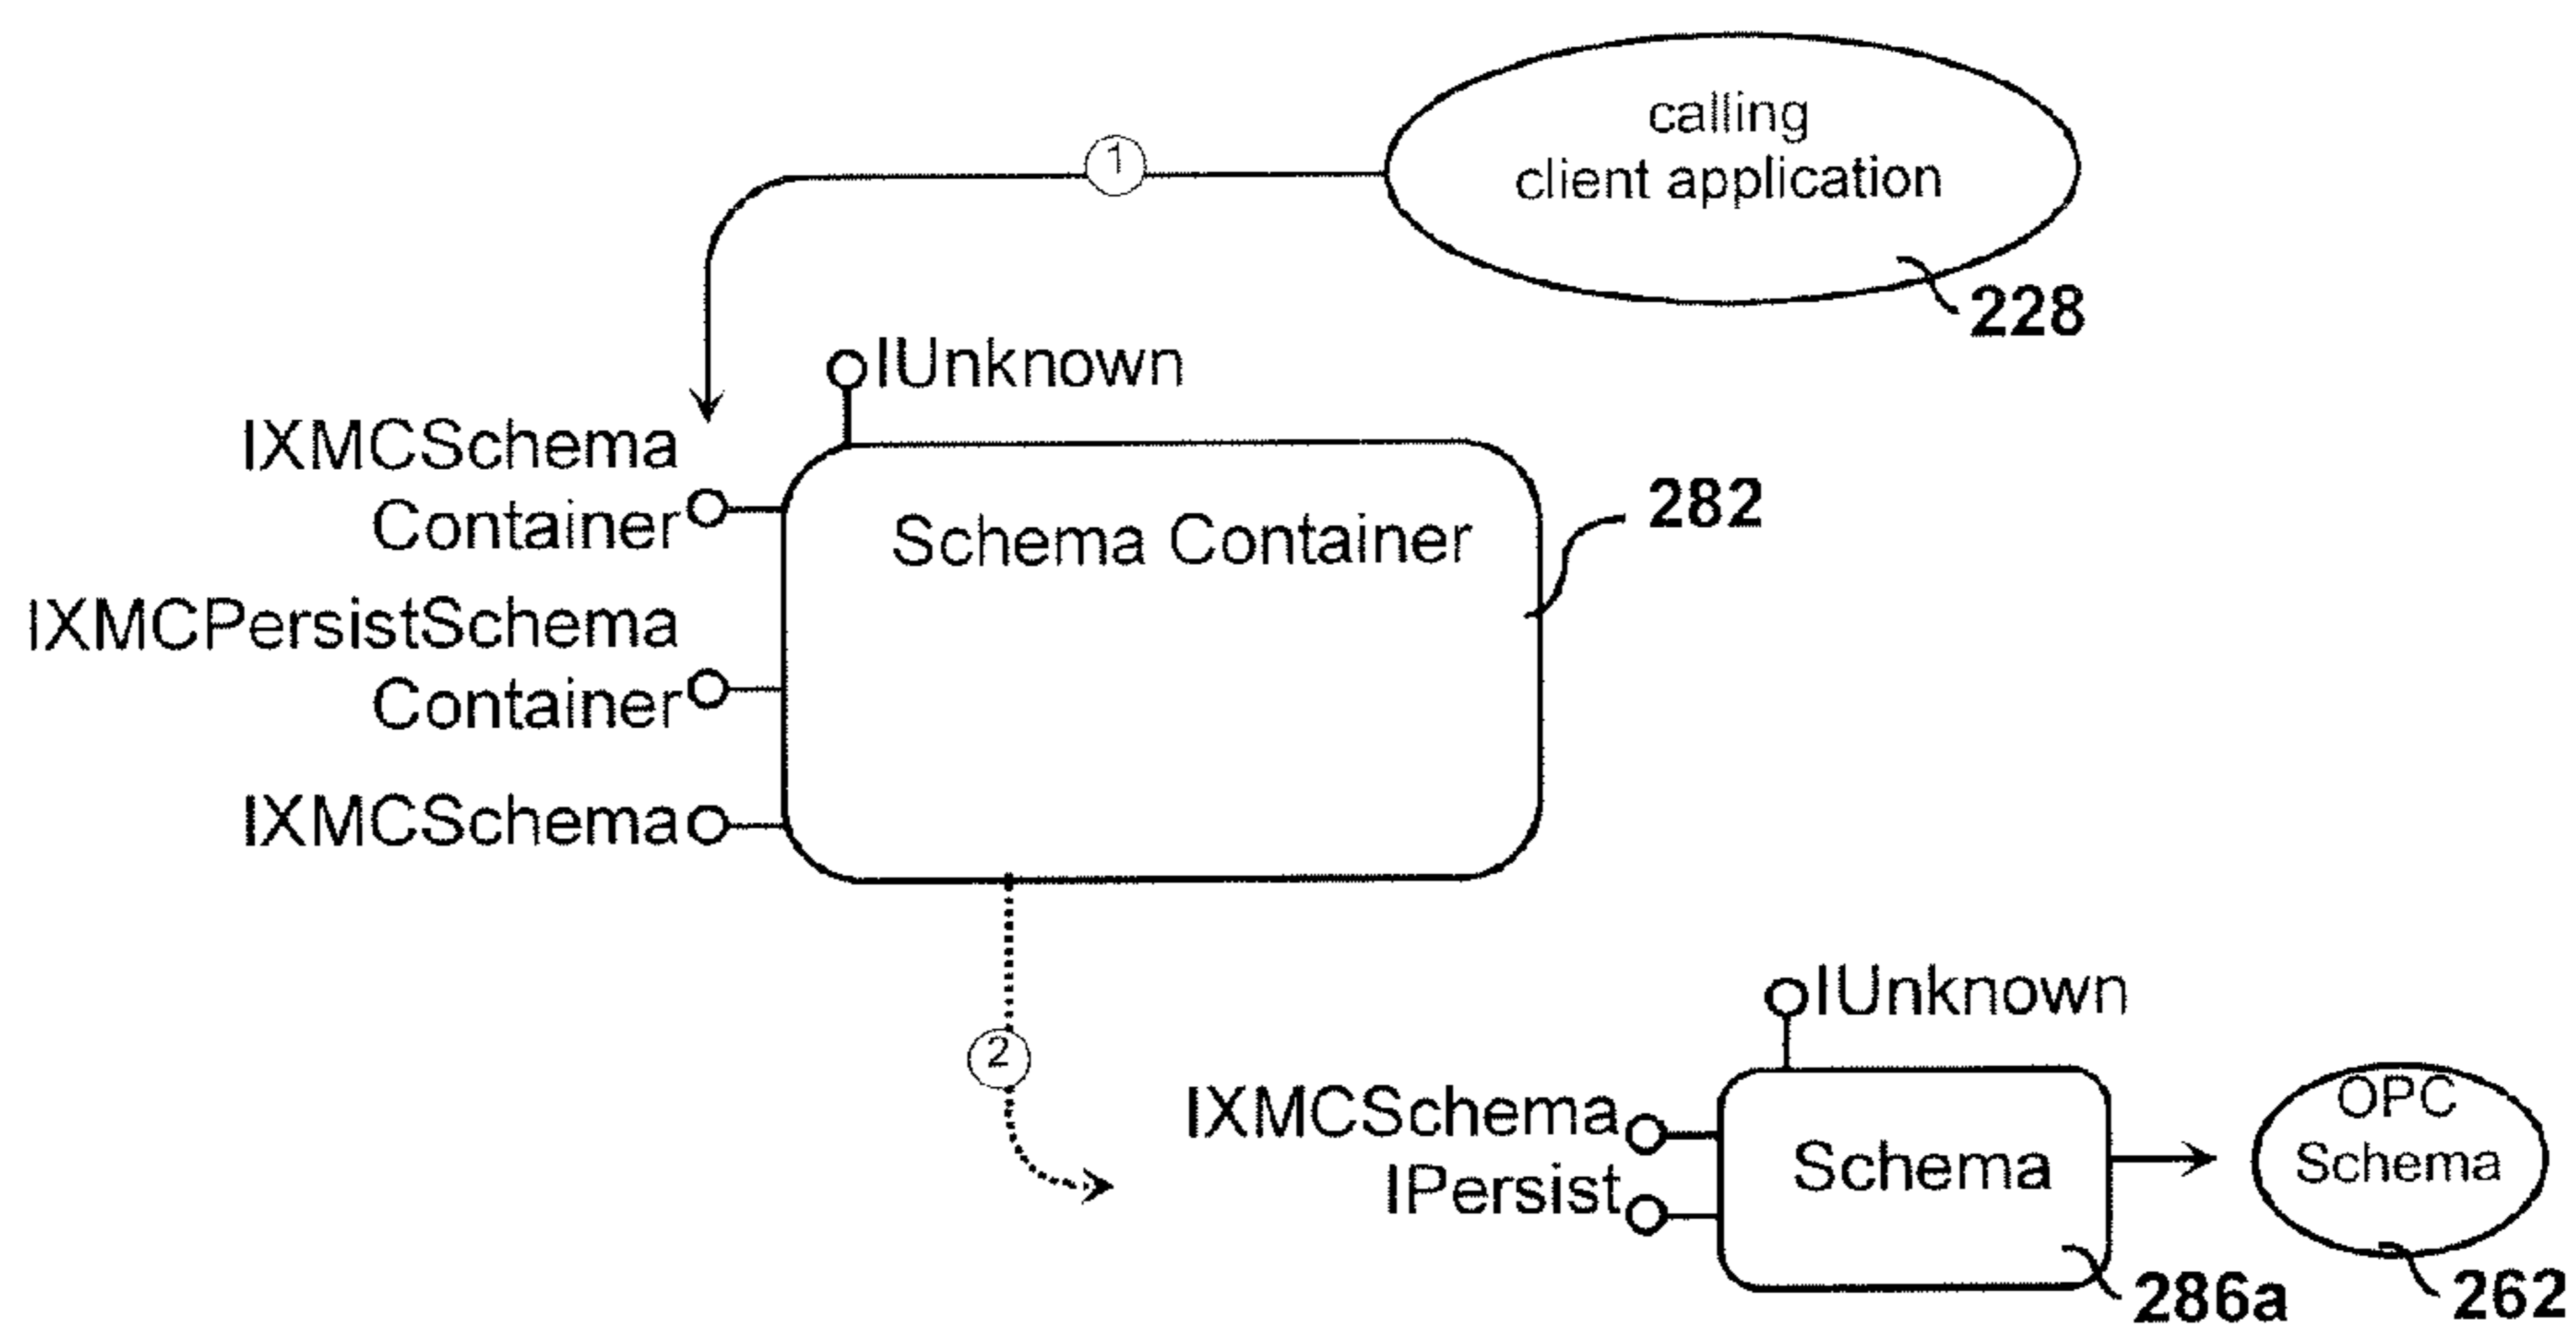 calling
1
client application
228
IUnknown
IXMCSchema
Container
282
Schema Container
IXMCPersistSchema
Container
IXMCSchema
2
IUnknown
IXMCSchema
IPersist
Schema
OPC
Schema
286a
262